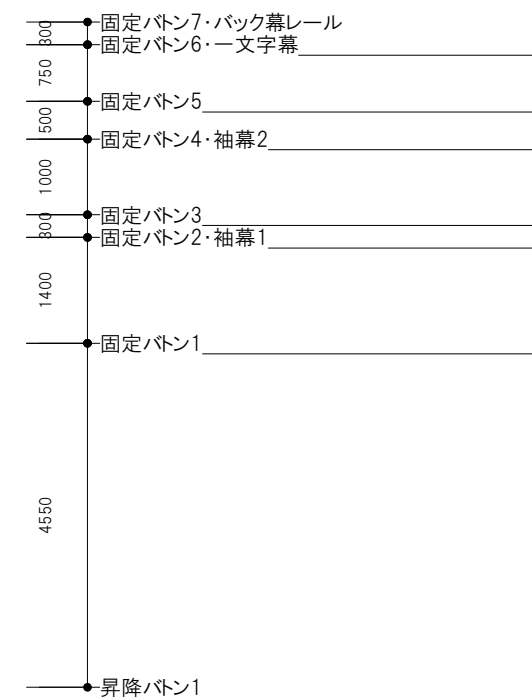 300
固定バトン7・バック幕レール
固定バトン6・一文字幕
750
固定バトン5
500
固定バトン4・袖幕2
1000
固定バトン3
300
固定バトン2・袖幕1
1400
固定バトン1
4550
昇降バトン1